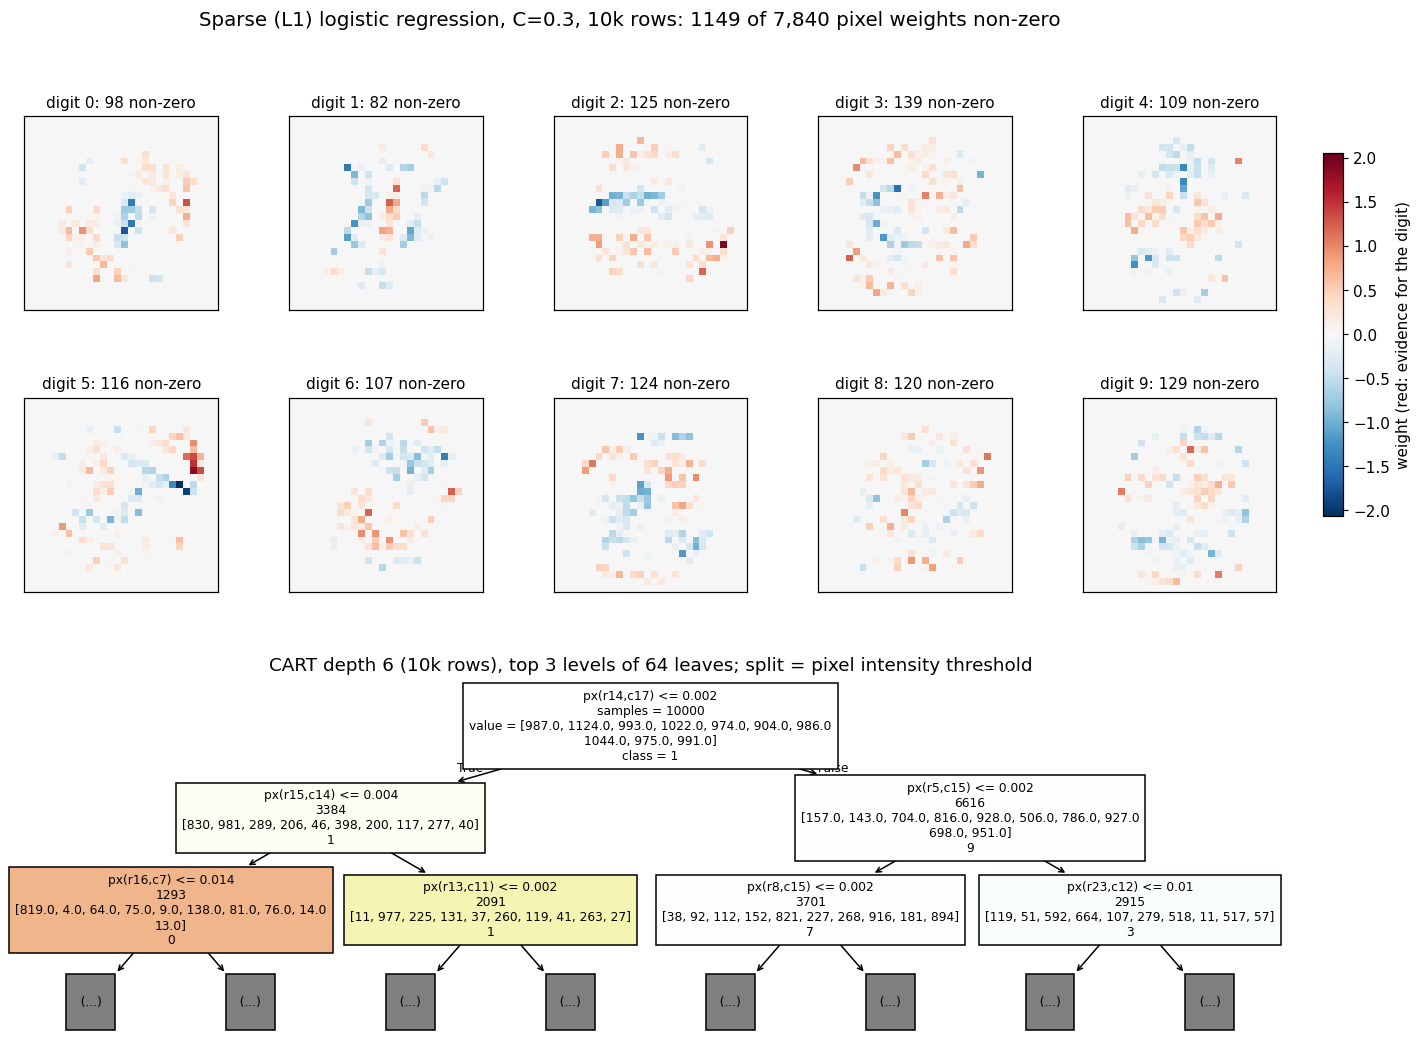 Sparse (L1) logistic regression, C=0.3, 10k rows: 1149 of 7,840 pixel weights non-zero
digit 0: 98 non-zero
digit 1: 82 non-zero
digit 2: 125 non-zero
digit 3: 139 non-zero
digit 4: 109 non-zero
digit 5: 116 non-zero
digit 6: 107 non-zero
digit 7: 124 non-zero
digit 8: 120 non-zero
digit 9: 129 non-zero
2.0
1.5
1.0
0.5
0.0
−0.5
−1.0
−1.5
−2.0
weight (red: evidence for the digit)
CART depth 6 (10k rows), top 3 levels of 64 leaves; split = pixel intensity threshold
px(r14,c17) <= 0.002
samples = 10000
value = [987.0, 1124.0, 993.0, 1022.0, 974.0, 904.0, 986.0
1044.0, 975.0, 991.0]
class = 1
True
False
px(r15,c14) <= 0.004
3384
[830, 981, 289, 206, 46, 398, 200, 117, 277, 40]
1
px(r5,c15) <= 0.002
6616
[157.0, 143.0, 704.0, 816.0, 928.0, 506.0, 786.0, 927.0
698.0, 951.0]
9
px(r16,c7) <= 0.014
1293
[819.0, 4.0, 64.0, 75.0, 9.0, 138.0, 81.0, 76.0, 14.0
13.0]
0
px(r13,c11) <= 0.002
2091
[11, 977, 225, 131, 37, 260, 119, 41, 263, 27]
1
px(r8,c15) <= 0.002
3701
[38, 92, 112, 152, 821, 227, 268, 916, 181, 894]
7
px(r23,c12) <= 0.01
2915
[119, 51, 592, 664, 107, 279, 518, 11, 517, 57]
3
(...)
(...)
(...)
(...)
(...)
(...)
(...)
(...)